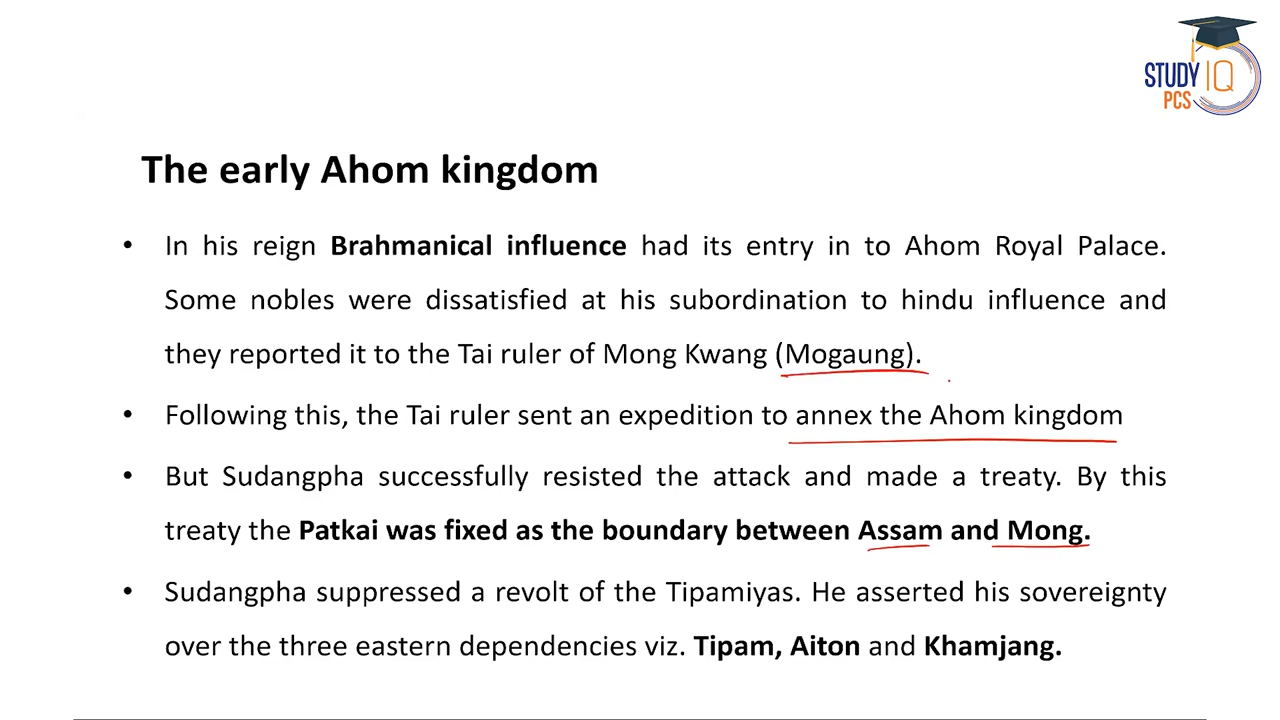 STUDY IQ
PCS
The early Ahom kingdom
• In his reign Brahmanical influence had its entry in to Ahom Royal Palace.
Some nobles were dissatisfied at his subordination to hindu influence and
they reported it to the Tai ruler of Mong Kwang (Mogaung).
• Following this, the Tai ruler sent an expedition to annex the Ahom kingdom
• But Sudangpha successfully resisted the attack and made a treaty. By this
treaty the Patkai was fixed as the boundary between Assam and Mong.
• Sudangpha suppressed a revolt of the Tipamiyas. He asserted his sovereignty
over the three eastern dependencies viz. Tipam, Aiton and Khamjang.